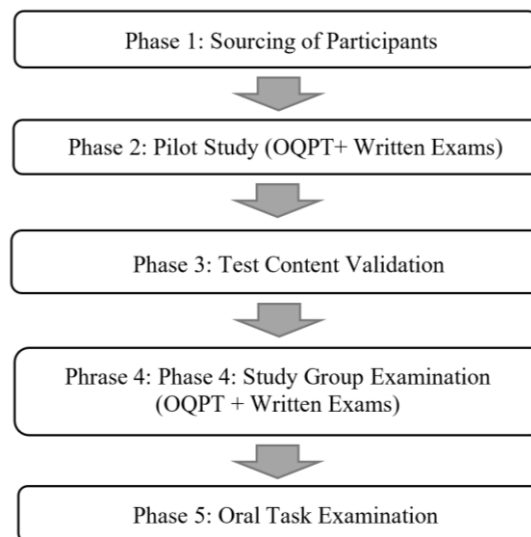 Phase 1: Sourcing of Participants
Phase 2: Pilot Study (OQPT+ Written Exams)
Phase 3: Test Content Validation
Phrase 4: Phase 4: Study Group Examination
(OQPT + Written Exams)
Phase 5: Oral Task Examination